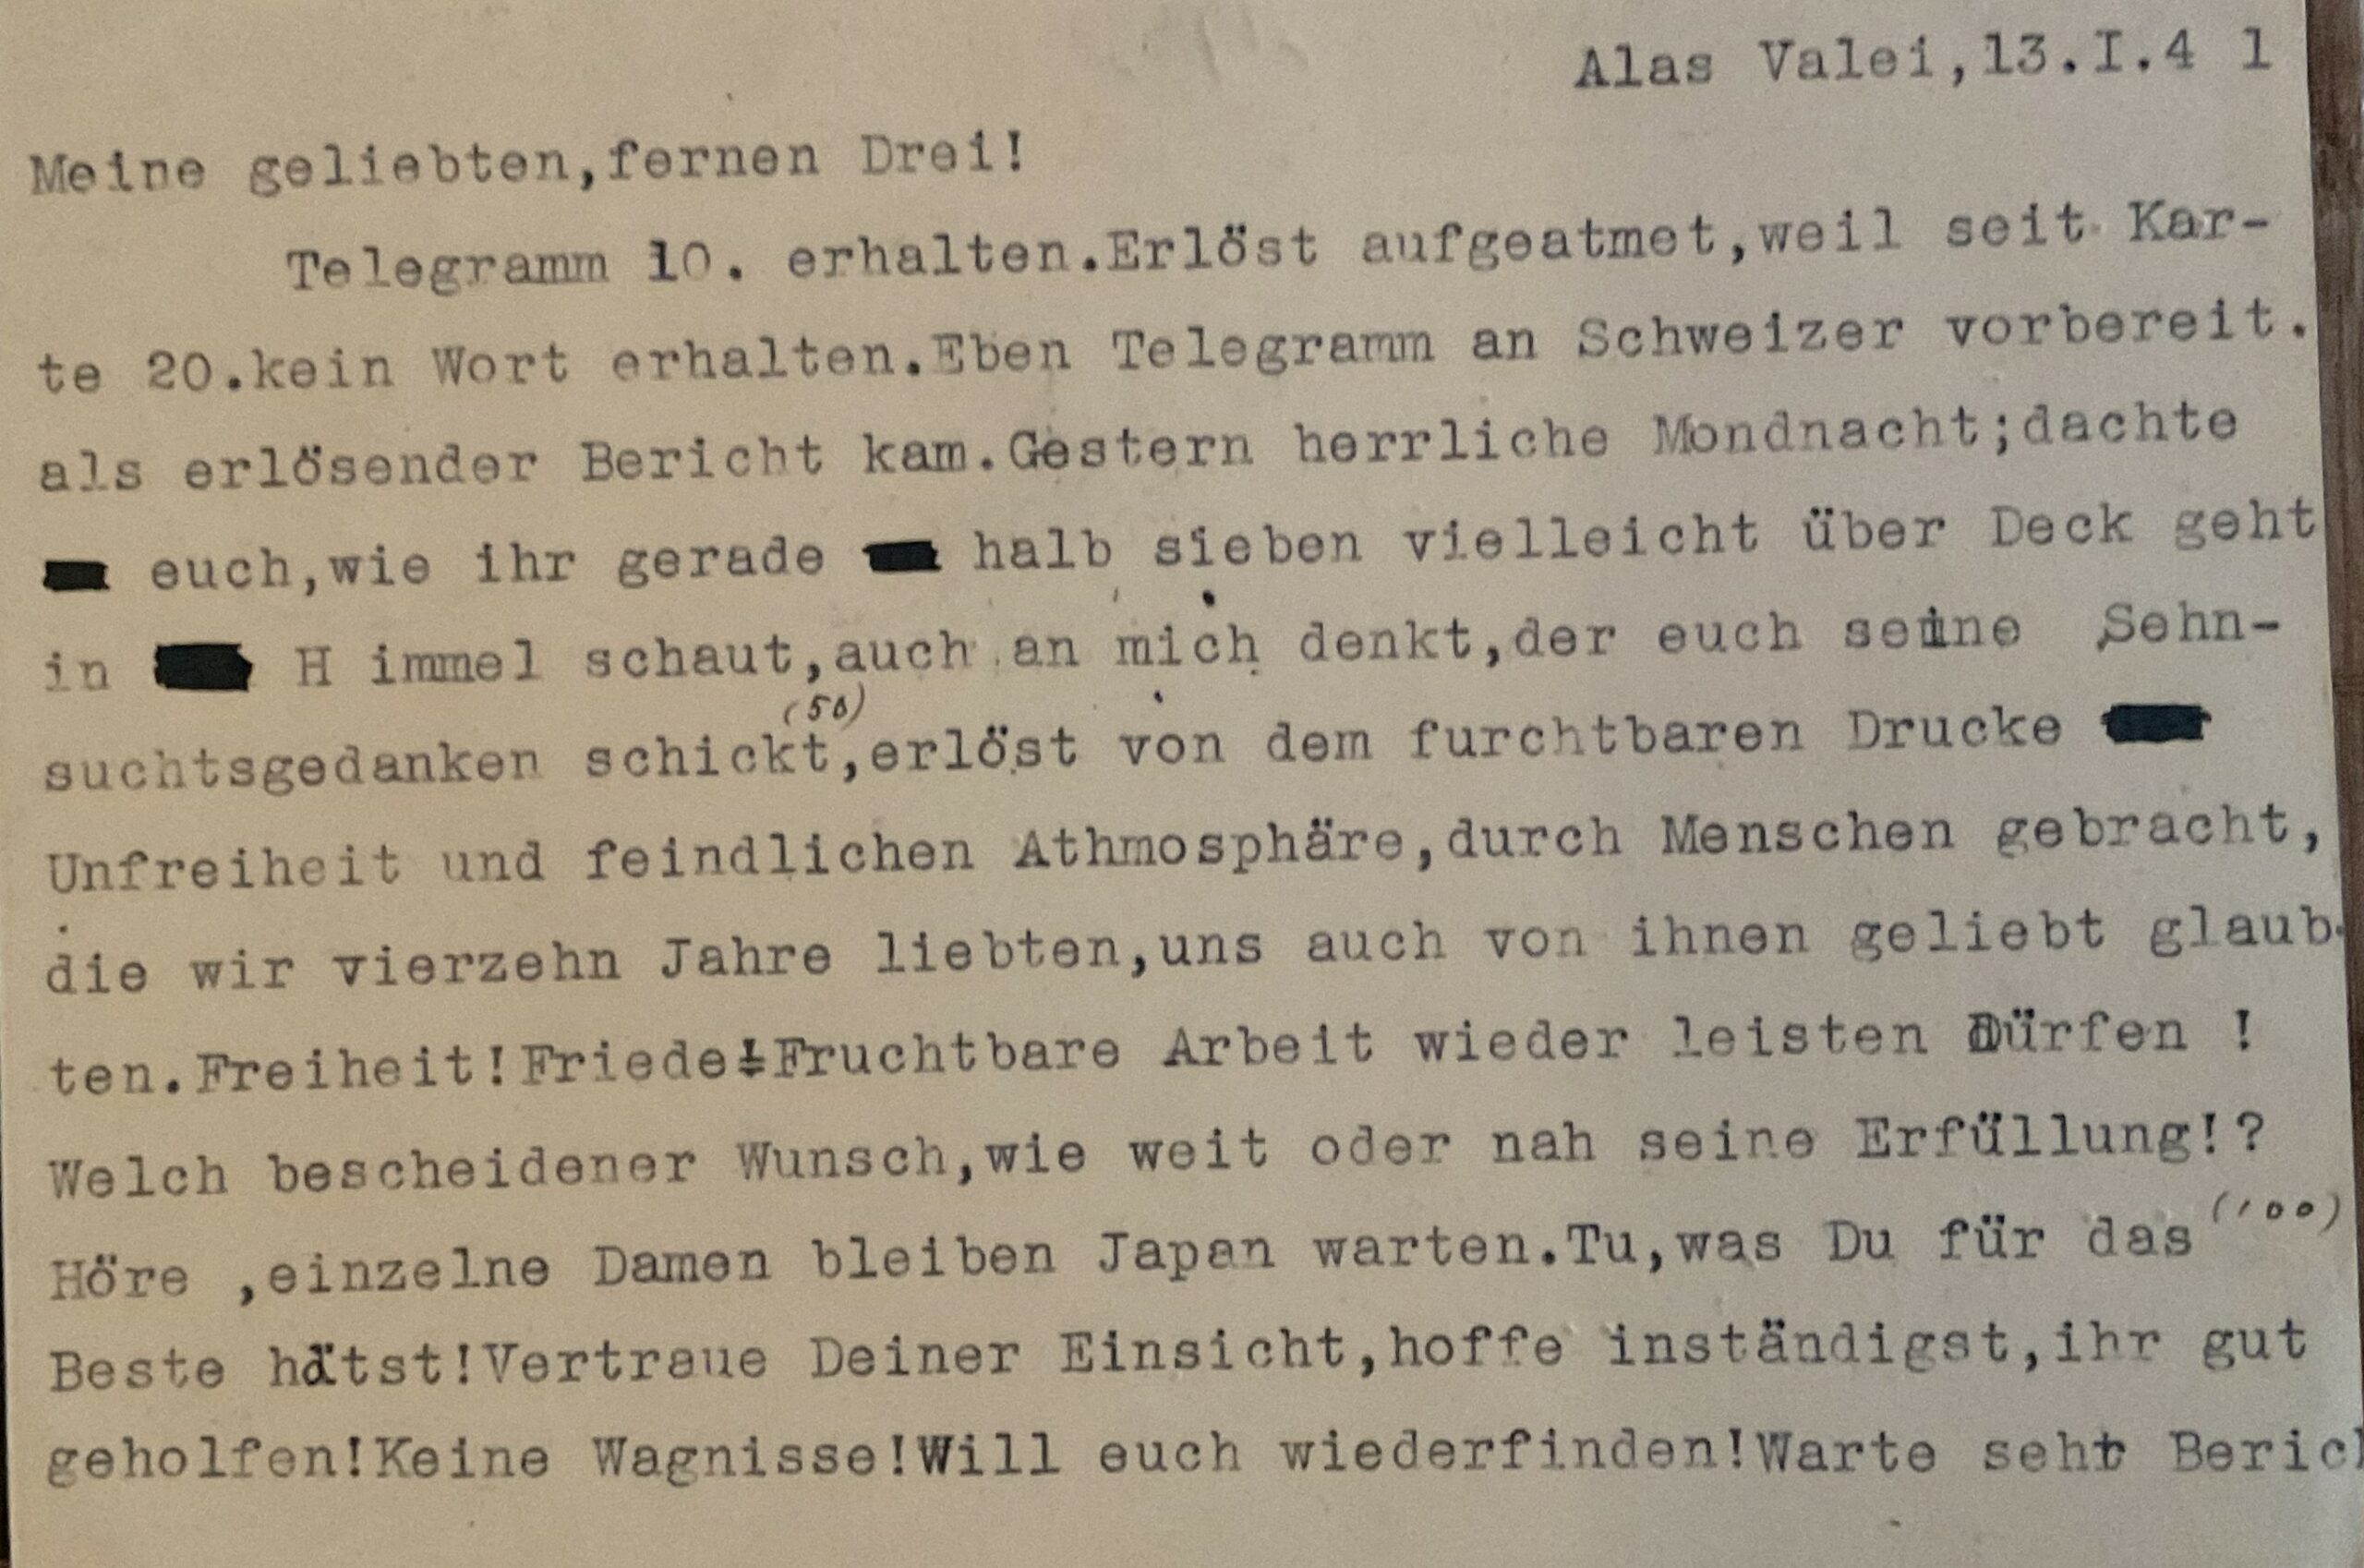 Alas Valei,13.I.4 1
Meine geliebten,fernen Drei!
Telegramm 10. erhalten.Erlöst aufgeatmet,weil seit Kar-
te 20.kein Wort erhalten.Eben Telegramm an Schweizer vorbereit.
als erlösender Bericht kam.Gestern herrliche Mondnacht;dachte
euch,wie ihr gerade halb sieben vielleicht über Deck geht
in H immel schaut,auch an mich denkt,der euch seine Sehn-
(50)
suchtsgedanken schickt,erlöst von dem furchtbaren Drucke
Unfreiheit und feindlichen Athmosphäre,durch Menschen gebracht,
die wir vierzehn Jahre liebten,uns auch von ihnen geliebt glaub-
ten.Freiheit!Friede!Fruchtbare Arbeit wieder leisten Dürfen !
Welch bescheidener Wunsch,wie weit oder nah seine Erfüllung!?
Höre ,einzelne Damen bleiben Japan warten.Tu,was Du für das (100)
Beste hätst!Vertraue Deiner Einsicht,hoffe inständigst,ihr gut
geholfen!Keine Wagnisse!Will euch wiederfinden!Warte sehr Berich